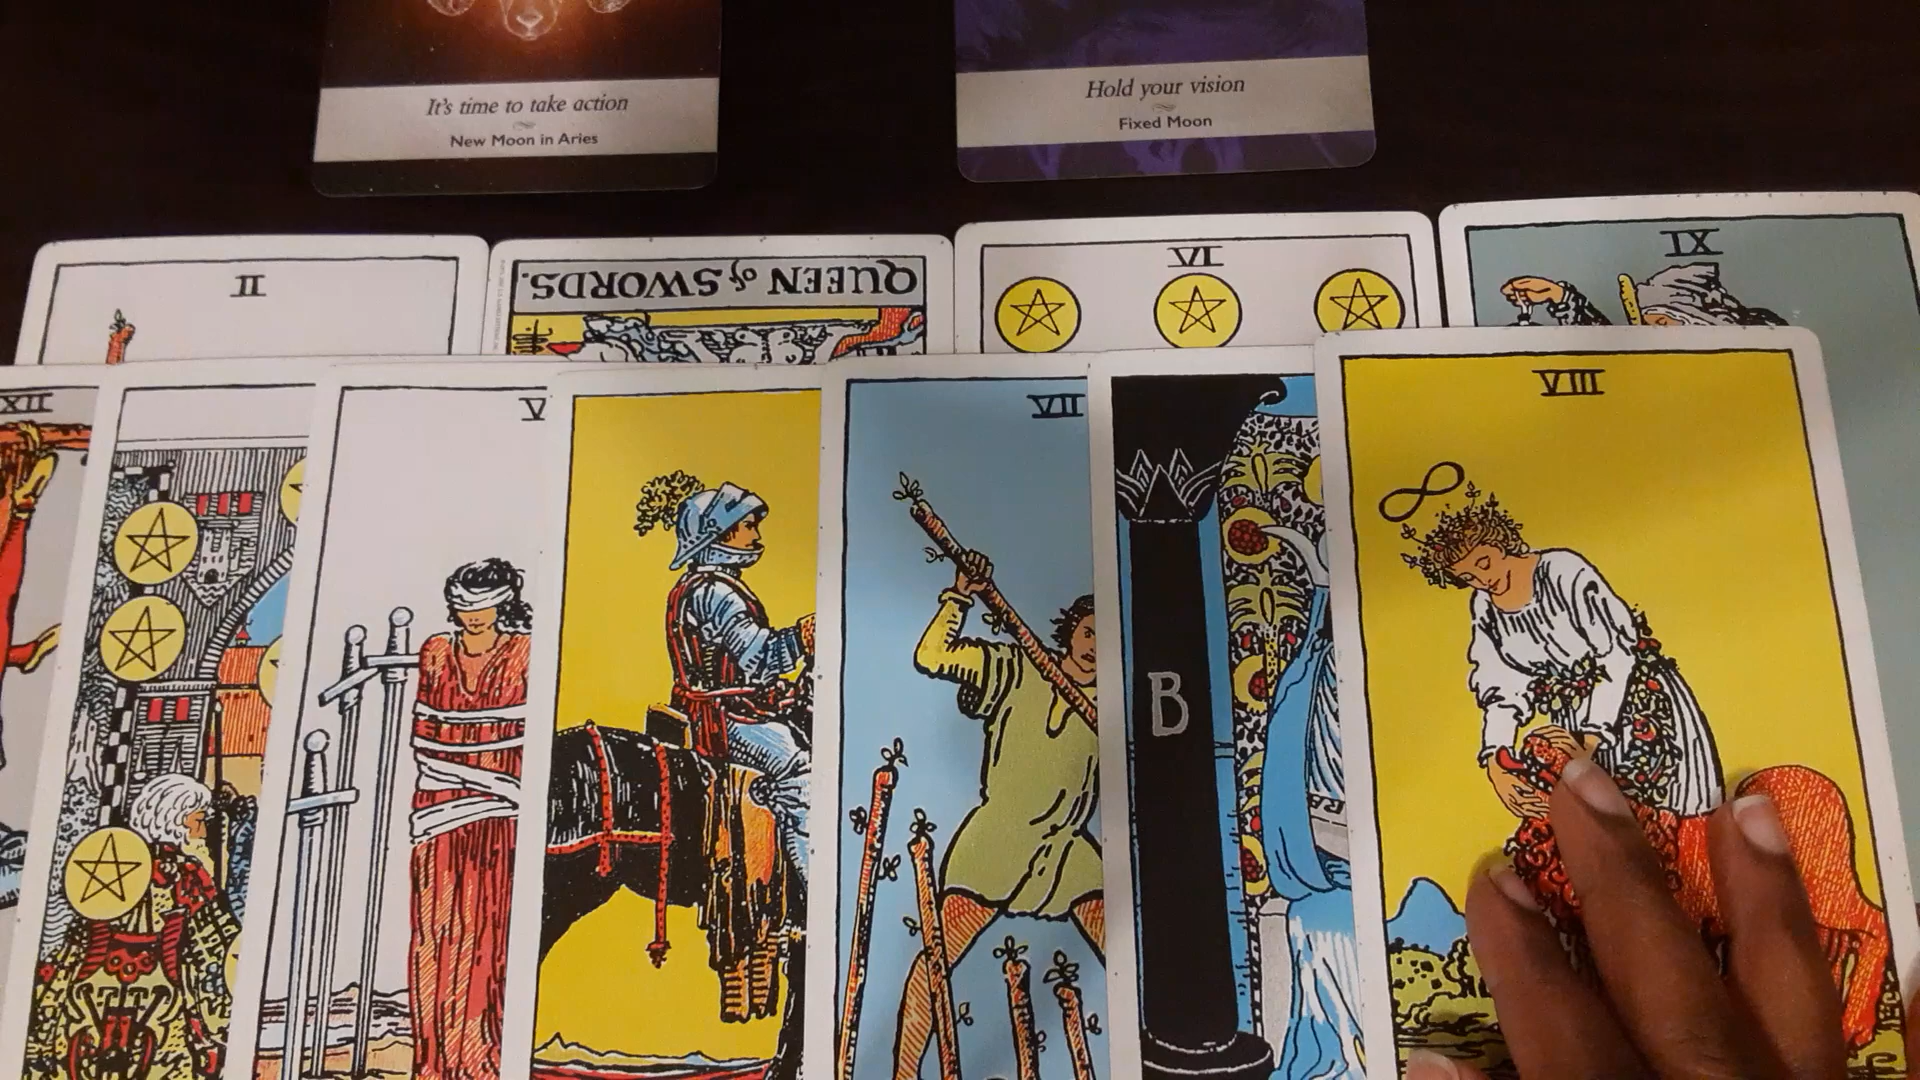 It's time to take action
New Moon in Aries
Hold your vision
Fixed Moon
II
QUEEN of SWORDS.
VI
IX
XII
V
VII
VIII
B